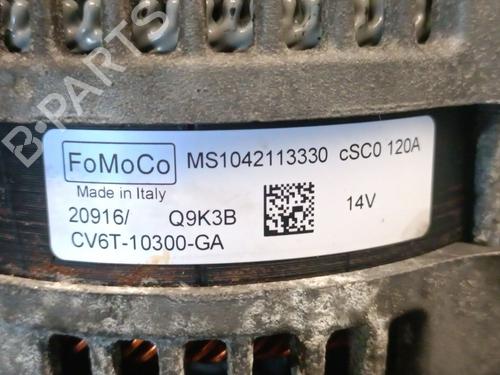 B-PARTS
FoMoCo MS1042113330 cSC0 120A
Made in Italy
20916/ Q9K3B 14V
CV6T-10300-GA